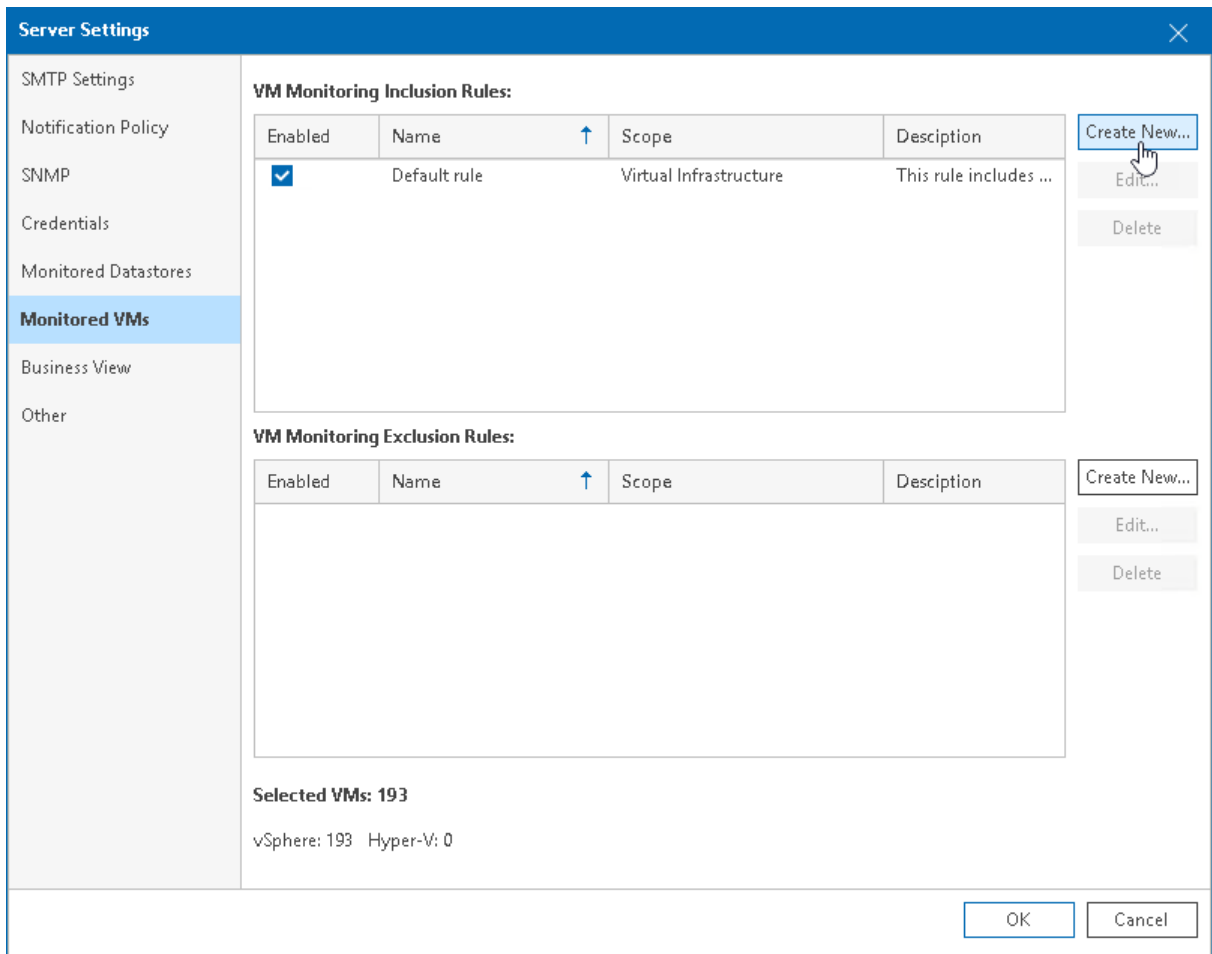 Server Settings
SMTP Settings
Notification Policy
SNMP
Credentials
Monitored Datastores
Monitored VMs
Business View
Other
VM Monitoring Inclusion Rules:
Enabled Name Scope Desciption
Default rule Virtual Infrastructure This rule includes ...
Create New...
Edit...
Delete
VM Monitoring Exclusion Rules:
Enabled Name Scope Desciption
Create New...
Edit...
Delete
Selected VMs: 193
vSphere: 193 Hyper-V: 0
OK Cancel